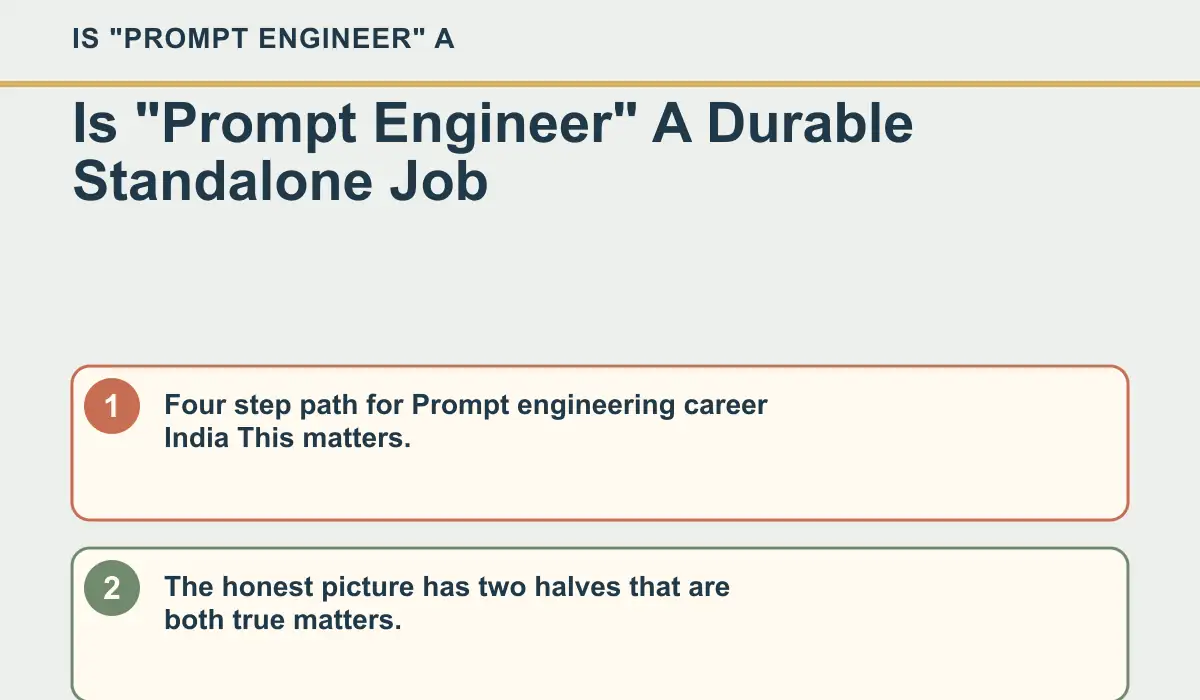 IS "PROMPT ENGINEER" A
Is "Prompt Engineer" A Durable
Standalone Job
1
Four step path for Prompt engineering career
India This matters.
2
The honest picture has two halves that are
both true matters.